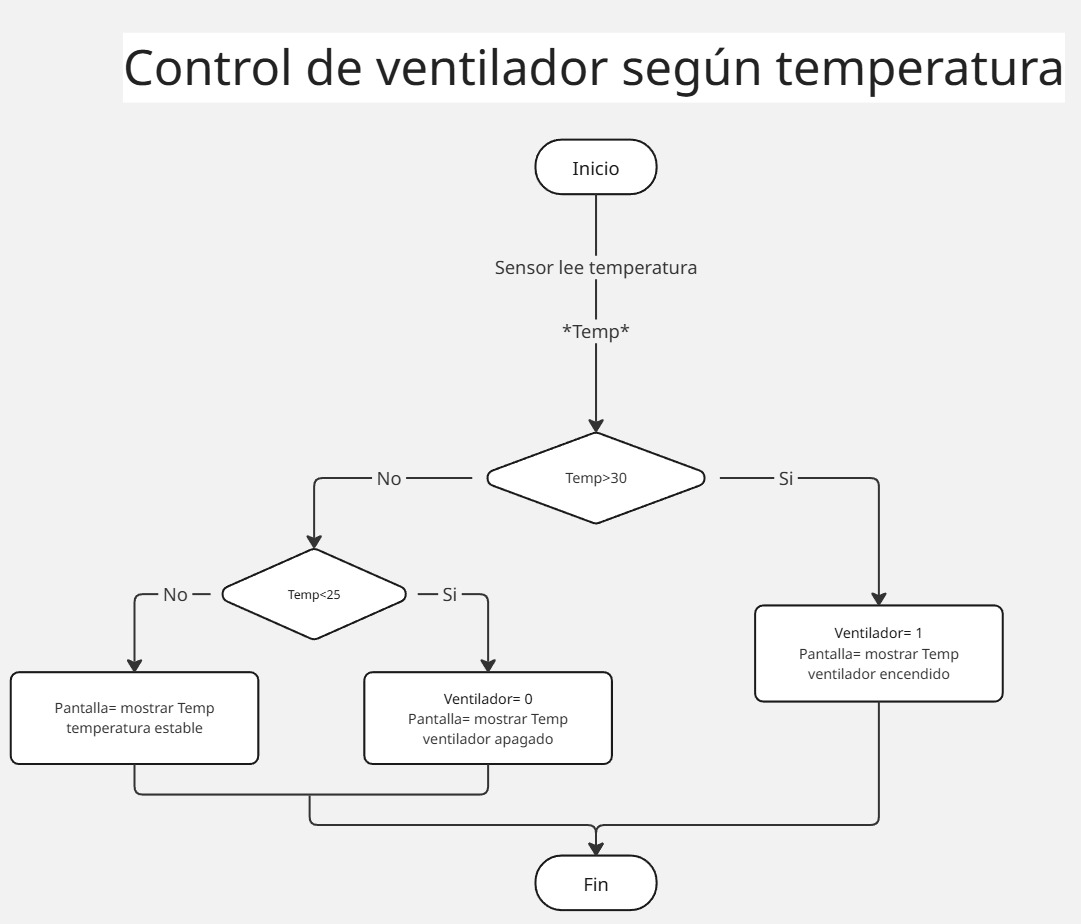 Control de ventilador según temperatura
Inicio
Sensor lee temperatura
*Temp*
Temp>30
No
Si
Temp<25
No
Si
Pantalla= mostrar Temp
temperatura estable
Ventilador= 0
Pantalla= mostrar Temp
ventilador apagado
Ventilador= 1
Pantalla= mostrar Temp
ventilador encendido
Fin